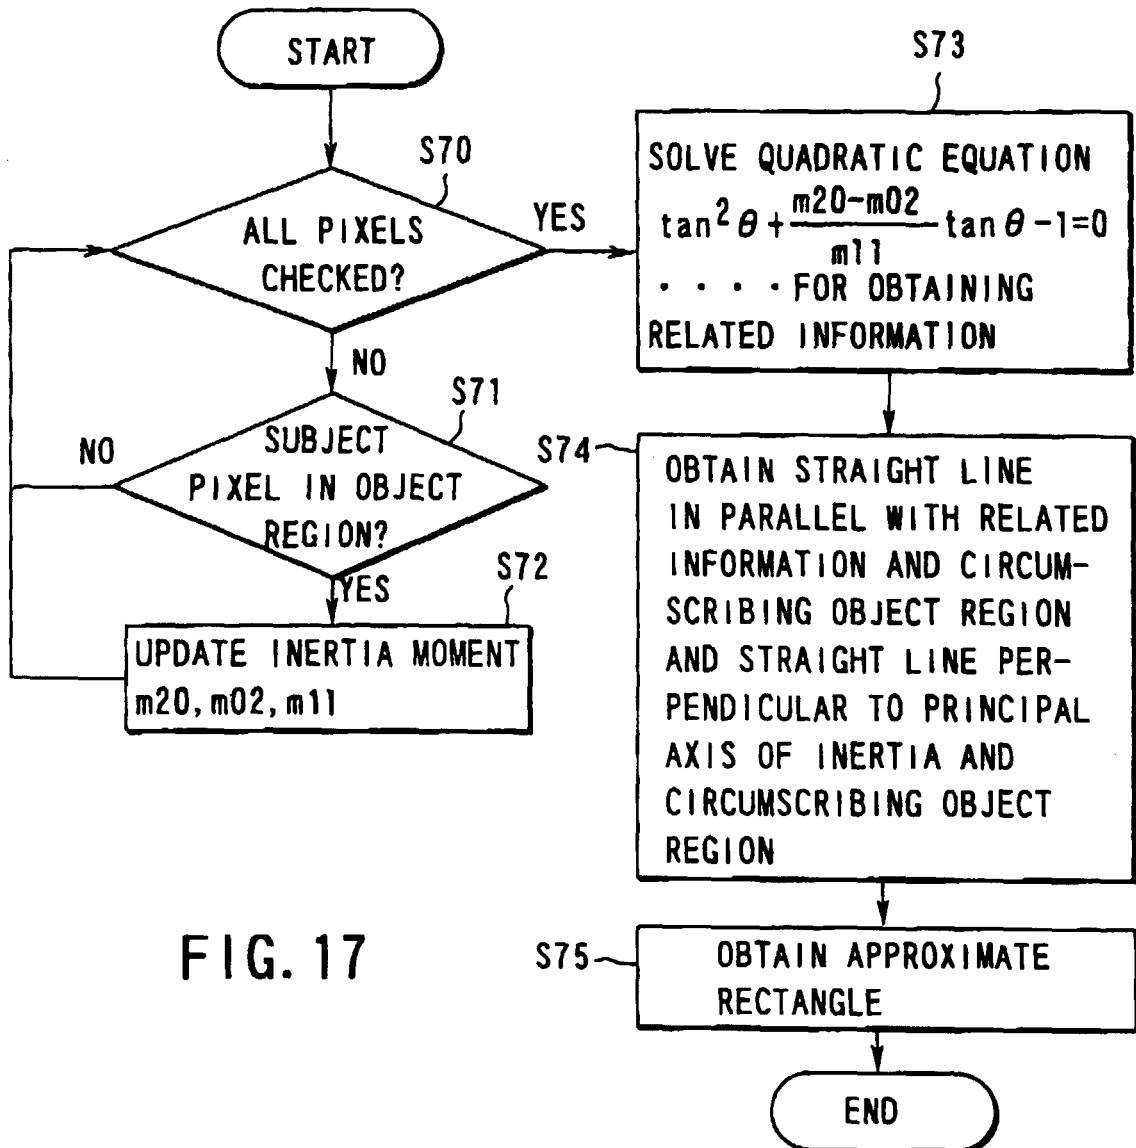 START
S70
ALL PIXELS
CHECKED?
YES
NO
S71
SUBJECT
PIXEL IN OBJECT
REGION?
NO
YES
S72
UPDATE INERTIA MOMENT
m20, m02, m11
S73
SOLVE QUADRATIC EQUATION
tan²θ + (m20-m02)/m11 tanθ -1=0
· · · · FOR OBTAINING
RELATED INFORMATION
S74
OBTAIN STRAIGHT LINE
IN PARALLEL WITH RELATED
INFORMATION AND CIRCUM-
SCRIBING OBJECT REGION
AND STRAIGHT LINE PER-
PENDICULAR TO PRINCIPAL
AXIS OF INERTIA AND
CIRCUMSCRIBING OBJECT
REGION
S75
OBTAIN APPROXIMATE
RECTANGLE
END
FIG. 17